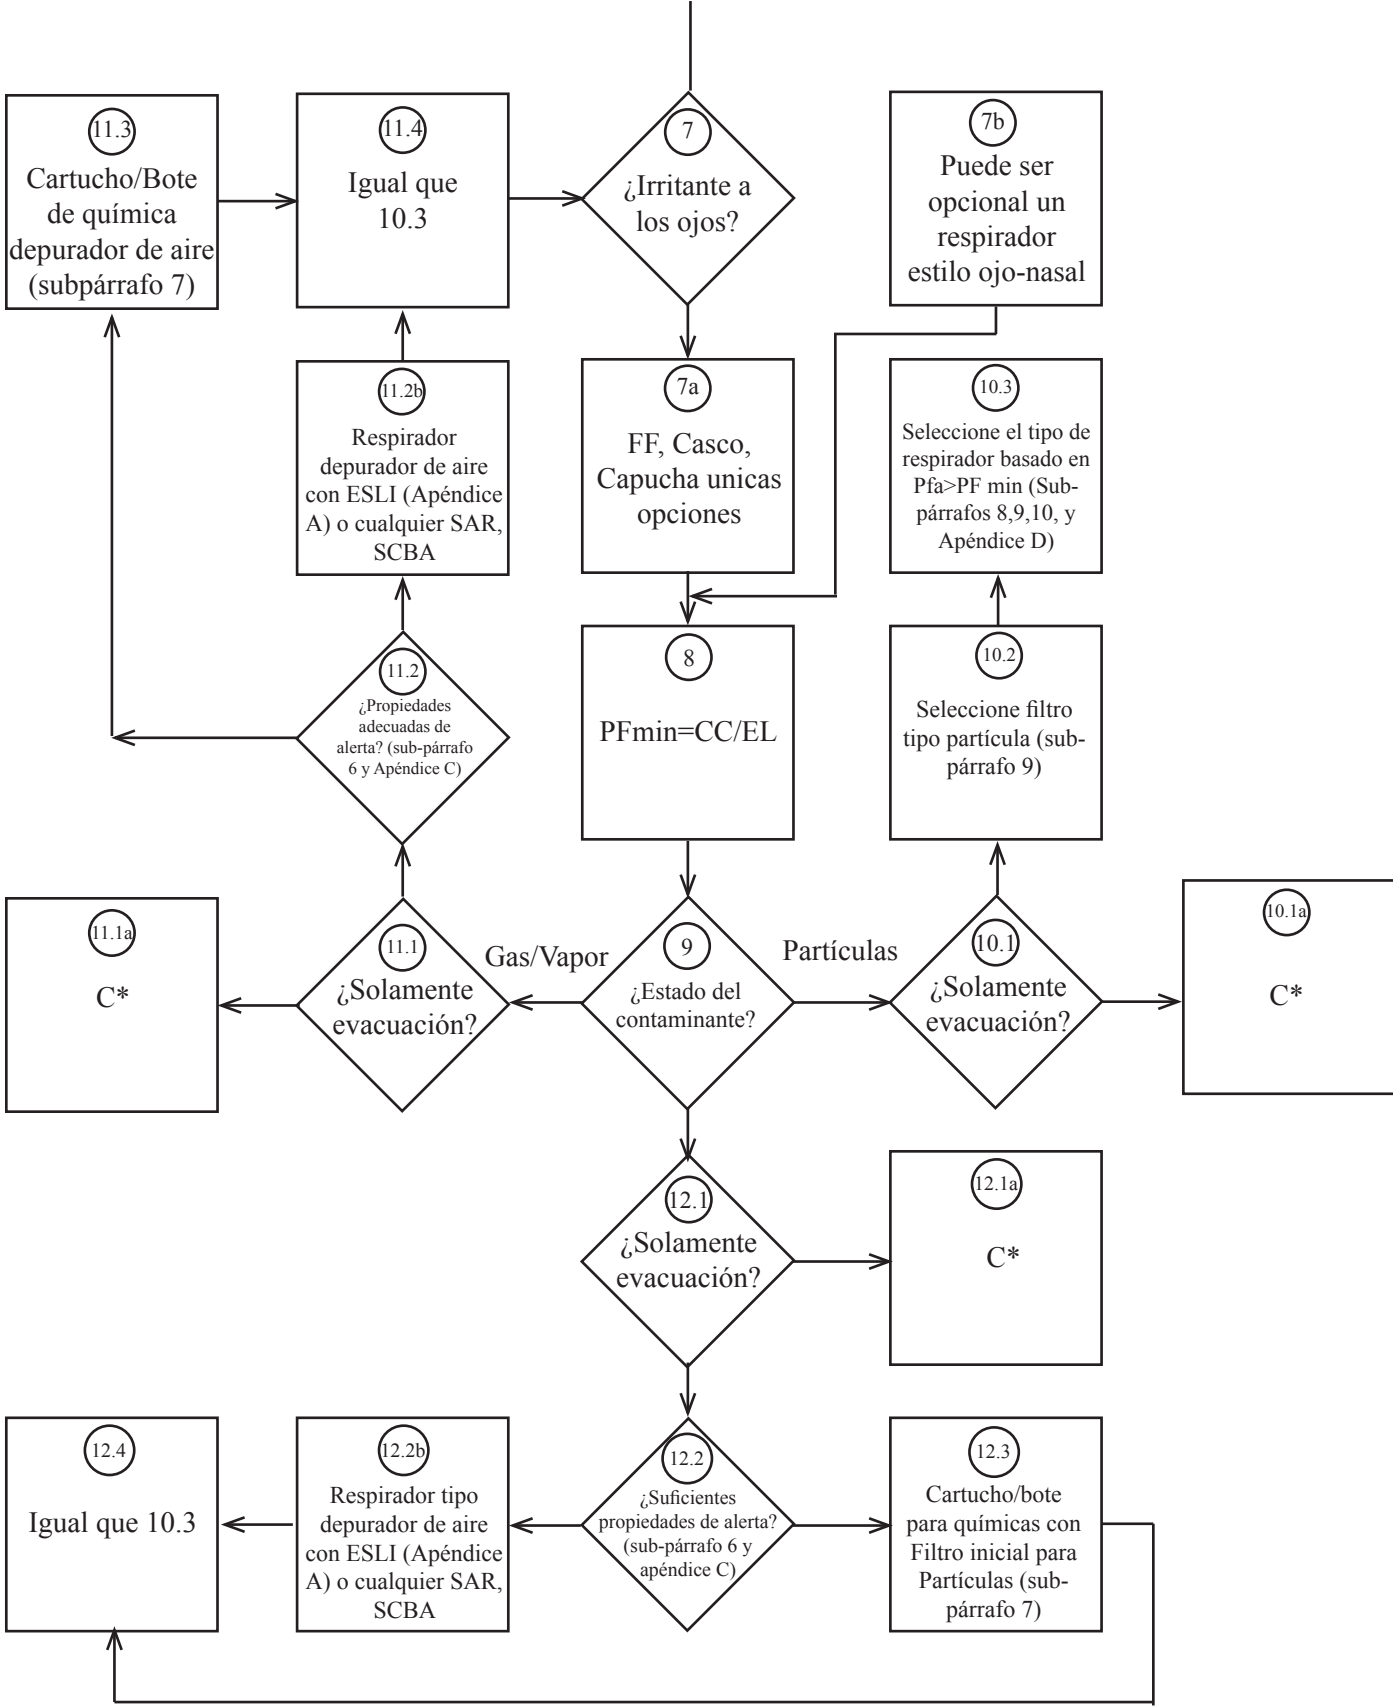 11.3
Cartucho/Bote
de química
depurador de aire
(subpárrafo 7)
11.4
Igual que
10.3
7
¿Irritante a
los ojos?
7b
Puede ser
opcional un
respirador
estilo ojo-nasal
11.2b
Respirador
depurador de aire
con ESLI (Apéndice
A) o cualquier SAR,
SCBA
7a
FF, Casco,
Capucha unicas
opciones
10.3
Seleccione el tipo de
respirador basado en
Pfa>PF min (Sub-
párrafos 8,9,10, y
Apéndice D)
11.2
¿Propiedades
adecuadas de
alerta? (sub-párrafo
6 y Apéndice C)
8
PFmin=CC/EL
10.2
Seleccione filtro
tipo partícula (sub-
párrafo 9)
11.1a
C*
11.1
¿Solamente
evacuación?
Gas/Vapor
9
¿Estado del
contaminante?
Partículas
10.1
¿Solamente
evacuación?
10.1a
C*
12.1
¿Solamente
evacuación?
12.1a
C*
12.4
Igual que 10.3
12.2b
Respirador tipo
depurador de aire
con ESLI (Apéndice
A) o cualquier SAR,
SCBA
12.2
¿Suficientes
propiedades de alerta?
(sub-párrafo 6 y
apéndice C)
12.3
Cartucho/bote
para químicas con
Filtro inicial para
Partículas (sub-
párrafo 7)